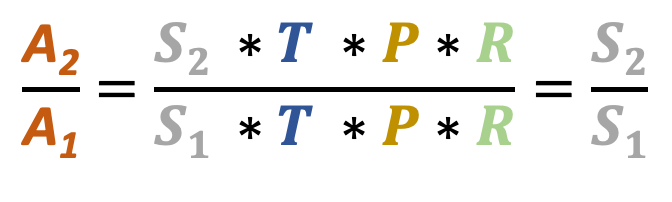 A₂/A₁ = S₂ * T * P * R / S₁ * T * P * R = S₂/S₁